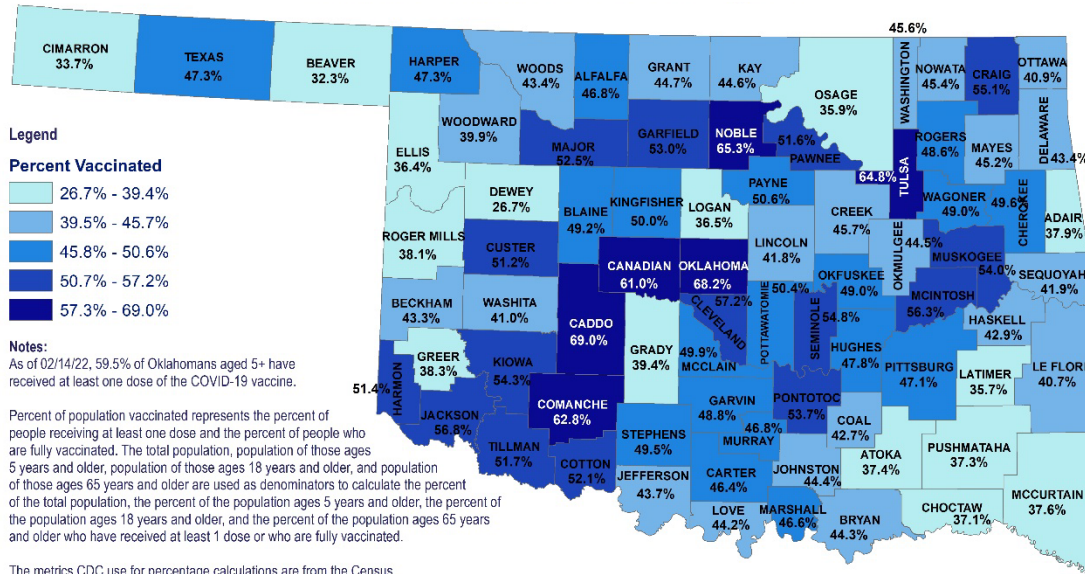 45.6%
CIMARRON
33.7%
TEXAS
47.3%
BEAVER
32.3%
HARPER
47.3%
WOODS
43.4%
ALFALFA
46.8%
GRANT
44.7%
KAY
44.6%
OSAGE
35.9%
WASHINGTON
NOWATA
45.4%
CRAIG
55.1%
OTTAWA
40.9%
WOODWARD
39.9%
ELLIS
36.4%
MAJOR
52.5%
GARFIELD
53.0%
NOBLE
65.3%
51.6%
PAWNEE
64.8%
TULSA
ROGERS
48.6%
MAYES
45.2%
DELAWARE
43.4%
Legend
Percent Vaccinated
26.7% - 39.4%
39.5% - 45.7%
45.8% - 50.6%
50.7% - 57.2%
57.3% - 69.0%
DEWEY
26.7%
BLAINE
49.2%
KINGFISHER
50.0%
LOGAN
36.5%
PAYNE
50.6%
CREEK
45.7%
WAGONER
49.0%
49.6%
CHEROKEE
ADAIR
37.9%
ROGER MILLS
38.1%
CUSTER
51.2%
CANADIAN
61.0%
OKLAHOMA
68.2%
LINCOLN
41.8%
OKMULGEE
44.5%
MUSKOGEE
54.0%
SEQUOYAH
41.9%
OKFUSKEE
49.0%
MCINTOSH
56.3%
BECKHAM
43.3%
WASHITA
41.0%
CADDO
69.0%
GRADY
39.4%
57.2%
CLEVELAND
50.4%
POTTAWATOMIE
54.8%
SEMINOLE
HUGHES
47.8%
HASKELL
42.9%
PITTSBURG
47.1%
LATIMER
35.7%
LE FLOR
40.7%
Notes:
As of 02/14/22, 59.5% of Oklahomans aged 5+ have
received at least one dose of the COVID-19 vaccine.
GREER
38.3%
KIOWA
54.3%
49.9%
MCCLAIN
51.4%
HARMON
JACKSON
56.8%
COMANCHE
62.8%
TILLMAN
51.7%
COTTON
52.1%
STEPHENS
49.5%
GARVIN
48.8%
46.8%
MURRAY
PONTOTOC
53.7%
COAL
42.7%
ATOKA
37.4%
PUSHMATAHA
37.3%
JEFFERSON
43.7%
CARTER
46.4%
JOHNSTON
44.4%
LOVE
44.2%
MARSHALL
46.6%
BRYAN
44.3%
CHOCTAW
37.1%
MCCURTAIN
37.6%
Percent of population vaccinated represents the percent of
people receiving at least one dose and the percent of people who
are fully vaccinated. The total population, population of those ages
5 years and older, population of those ages 18 years and older, and population
of those ages 65 years and older are used as denominators to calculate the percent
of the total population, the percent of the population ages 5 years and older, the percent of
the population ages 18 years and older, and the percent of the population ages 65 years
and older who have received at least 1 dose or who are fully vaccinated.
The metrics CDC use for percentage calculations are from the Census